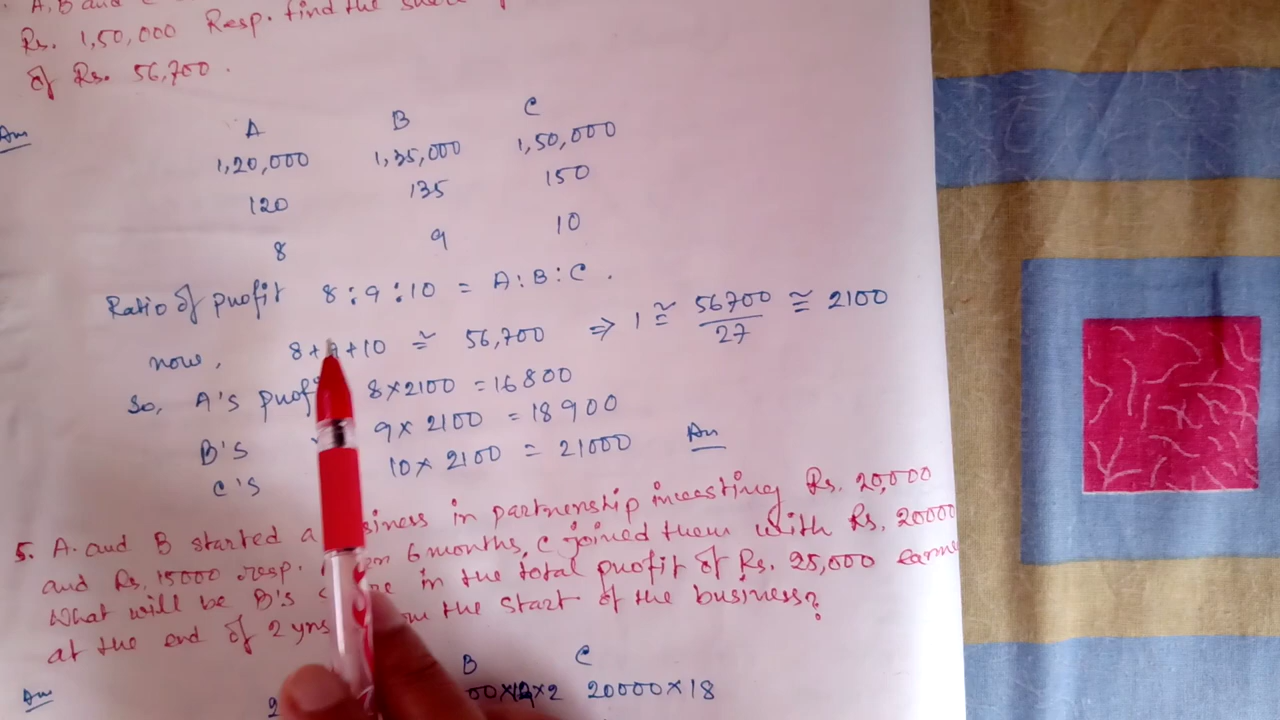 A, B and C
Rs. 1,50,000 Resp. find the
of Rs. 56,700.
Ans
A B C
1,20,000 1,35,000 1,50,000
120 135 150
8 9 10
Ratio of profit 8:9:10 = A:B:C.
now, 8+9+10 ≅ 56,700 ⇒ 1 ≅ 56700/27 ≅ 2100
So, A's profit 8×2100 = 16800
B's 9×2100 = 18900
C's 10×2100 = 21000 Ans
5. A. and B started a business in partnership investing Rs. 20,000
and Rs. 15000 resp. 6 months, C joined them with Rs. 20000
What will be B's in the total profit of Rs. 25,000
at the end of 2 yrs the start of the business?
Ans B C
00×12×2 20000×18